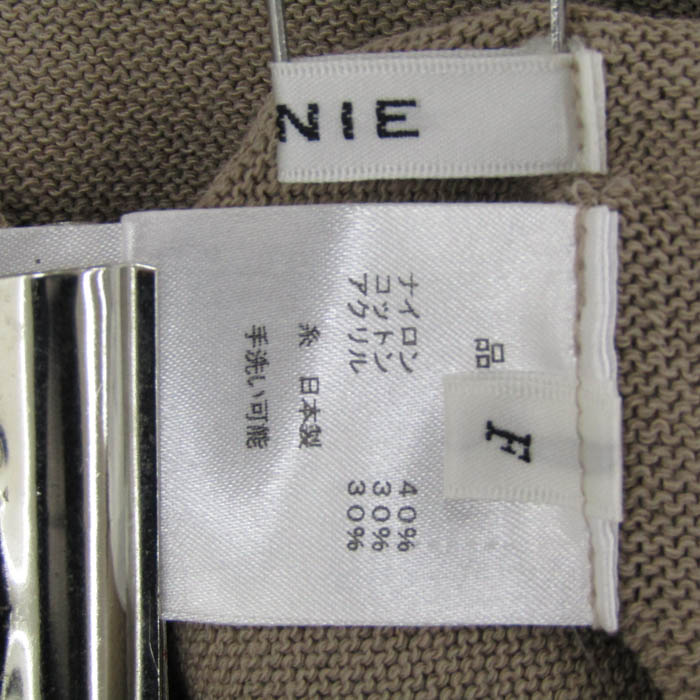 品
F
ナイロン 40%
コットン 30%
アクリル 30%
糸 日本製
手洗い可能